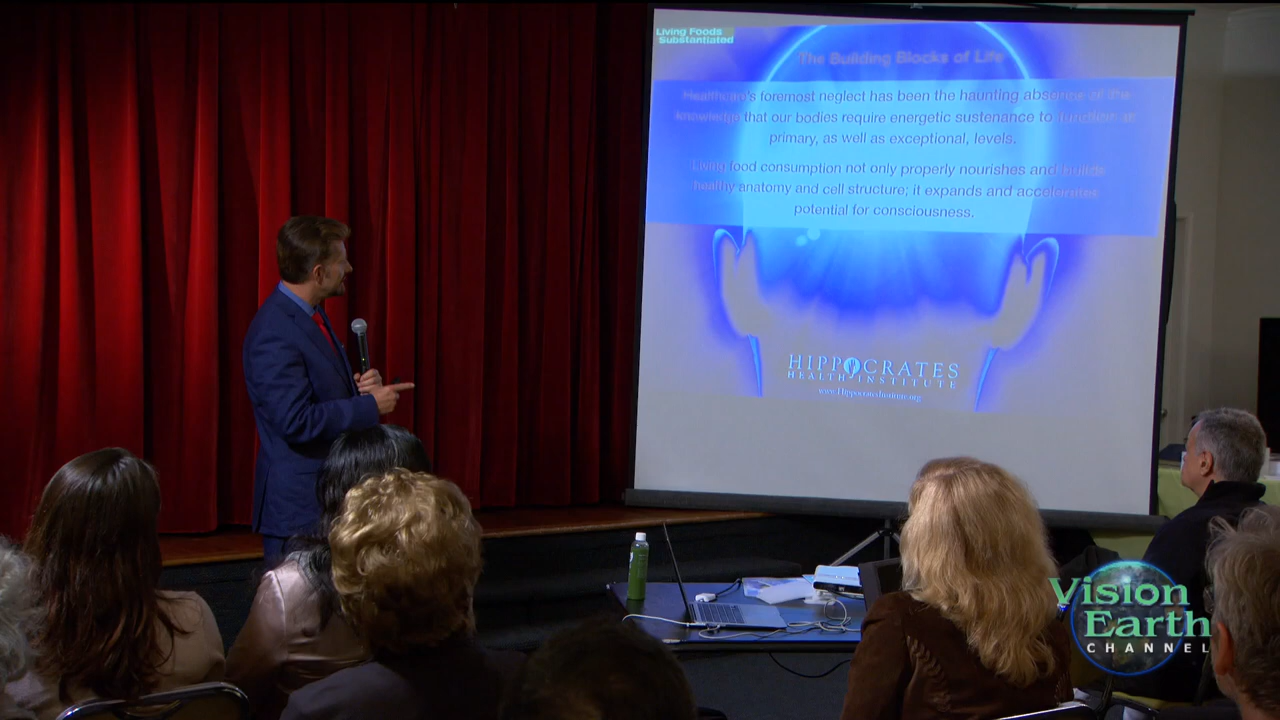 Living Foods
Substantiated
The Building Blocks of Life
Healthcare's foremost neglect has been the haunting absence of the
knowledge that our bodies require energetic sustenance to function at
primary, as well as exceptional, levels.
Living food consumption not only properly nourishes and builds
healthy anatomy and cell structure; it expands and accelerates
potential for consciousness.
HIPPOCRATES
HEALTH INSTITUTE
www.HippocratesInstitute.org
Vision
Earth
CHANNEL